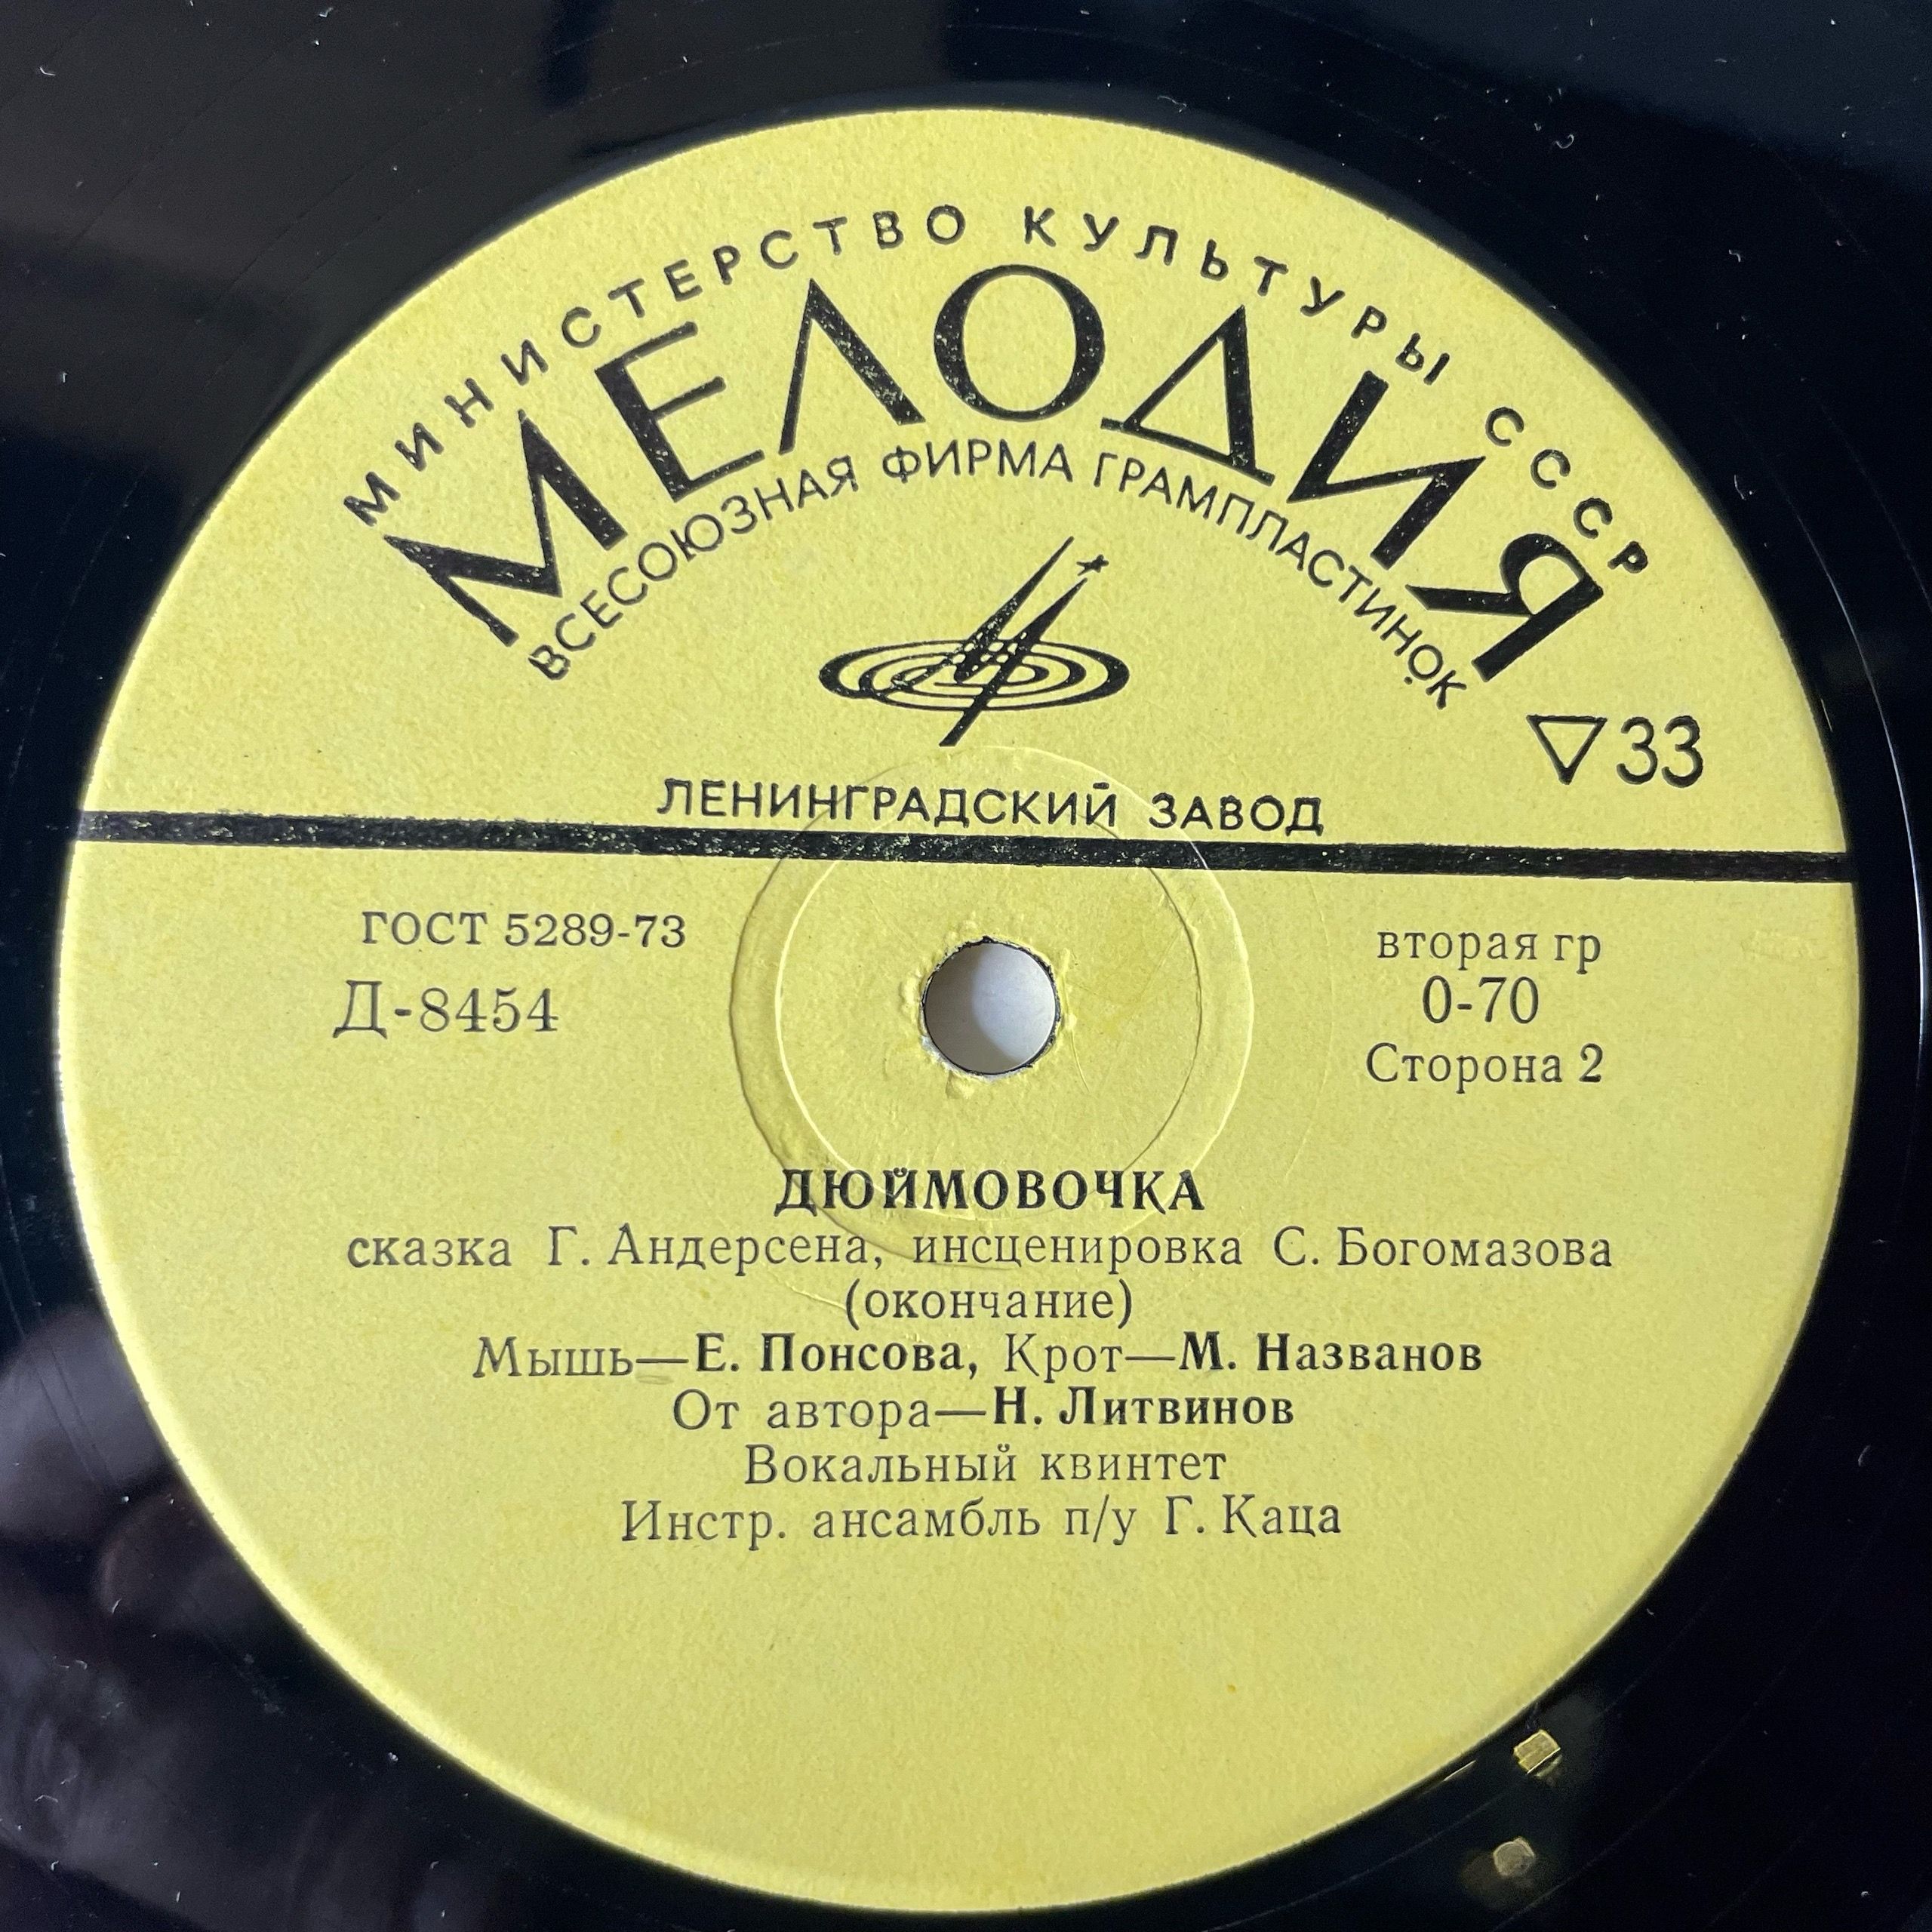 МИНИСТЕРСТВО КУЛЬТУРЫ СССР
МЕЛОДИЯ
ВСЕСОЮЗНАЯ ФИРМА ГРАМПЛАСТИНОК
▽33
ЛЕНИНГРАДСКИЙ ЗАВОД
ГОСТ 5289-73
Д-8454
вторая гр
0-70
Сторона 2
ДЮЙМОВОЧКА
сказка Г. Андерсена, инсценировка С. Богомазова
(окончание)
Мышь—Е. Понсова, Крот—М. Названов
От автора—Н. Литвинов
Вокальный квинтет
Инстр. ансамбль п/у Г. Каца